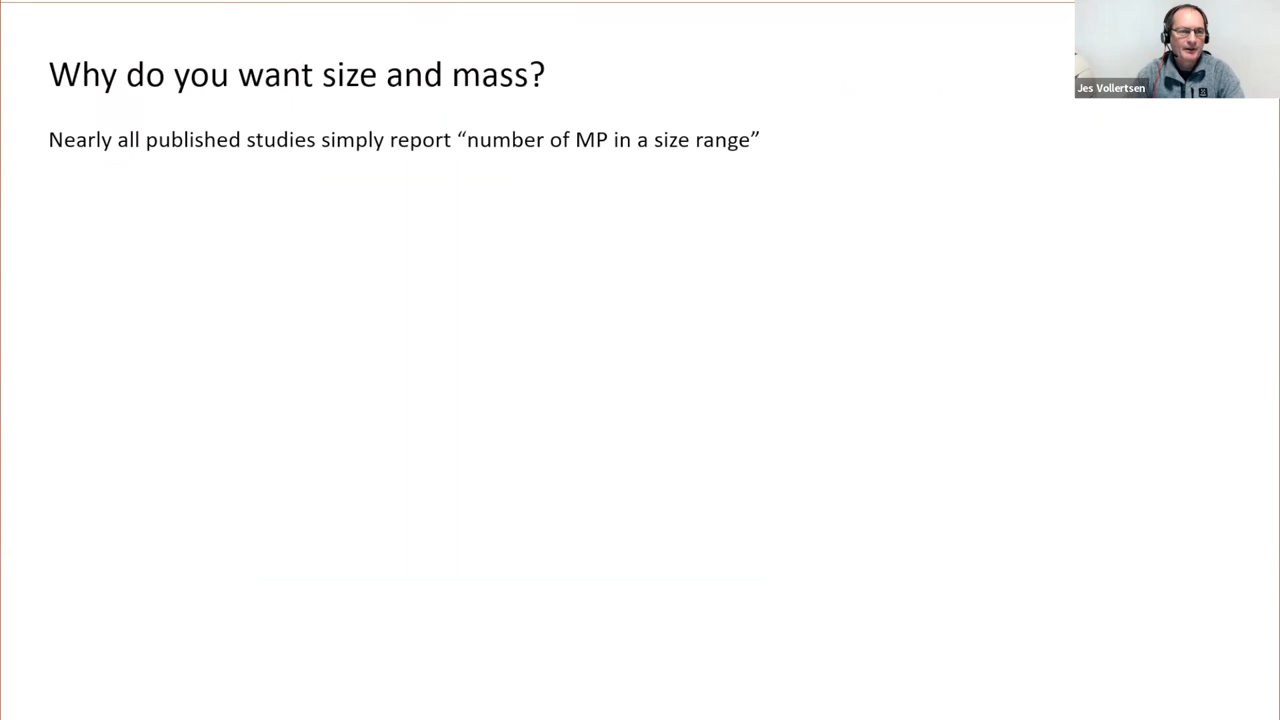 Why do you want size and mass?
Nearly all published studies simply report “number of MP in a size range”
Jes Vollertsen